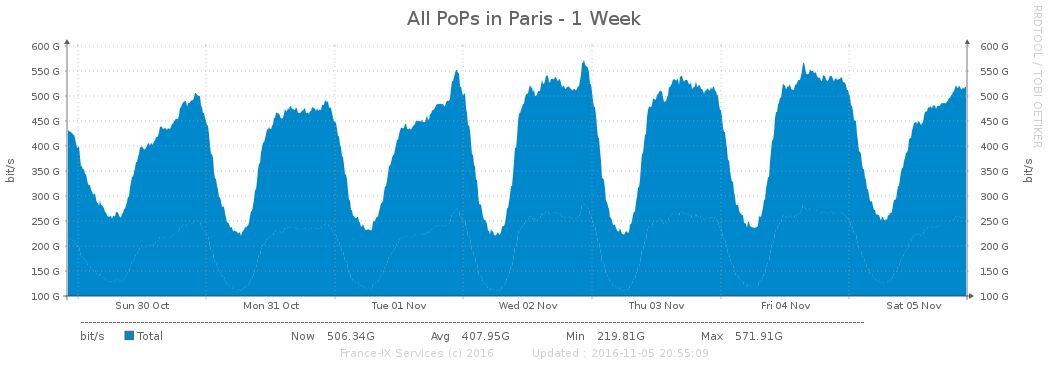 All PoPs in Paris - 1 Week
RRDTOOL / TOBI OETIKER
600 G 600 G
550 G 550 G
500 G 500 G
450 G 450 G
400 G 400 G
350 G 350 G
300 G 300 G
250 G 250 G
200 G 200 G
150 G 150 G
100 G 100 G
bit/s bit/s
Sun 30 Oct Mon 31 Oct Tue 01 Nov Wed 02 Nov Thu 03 Nov Fri 04 Nov Sat 05 Nov
bit/s Total Now 506.34G Avg 407.95G Min 219.81G Max 571.91G
France-IX Services (c) 2016 Updated : 2016-11-05 20:55:09